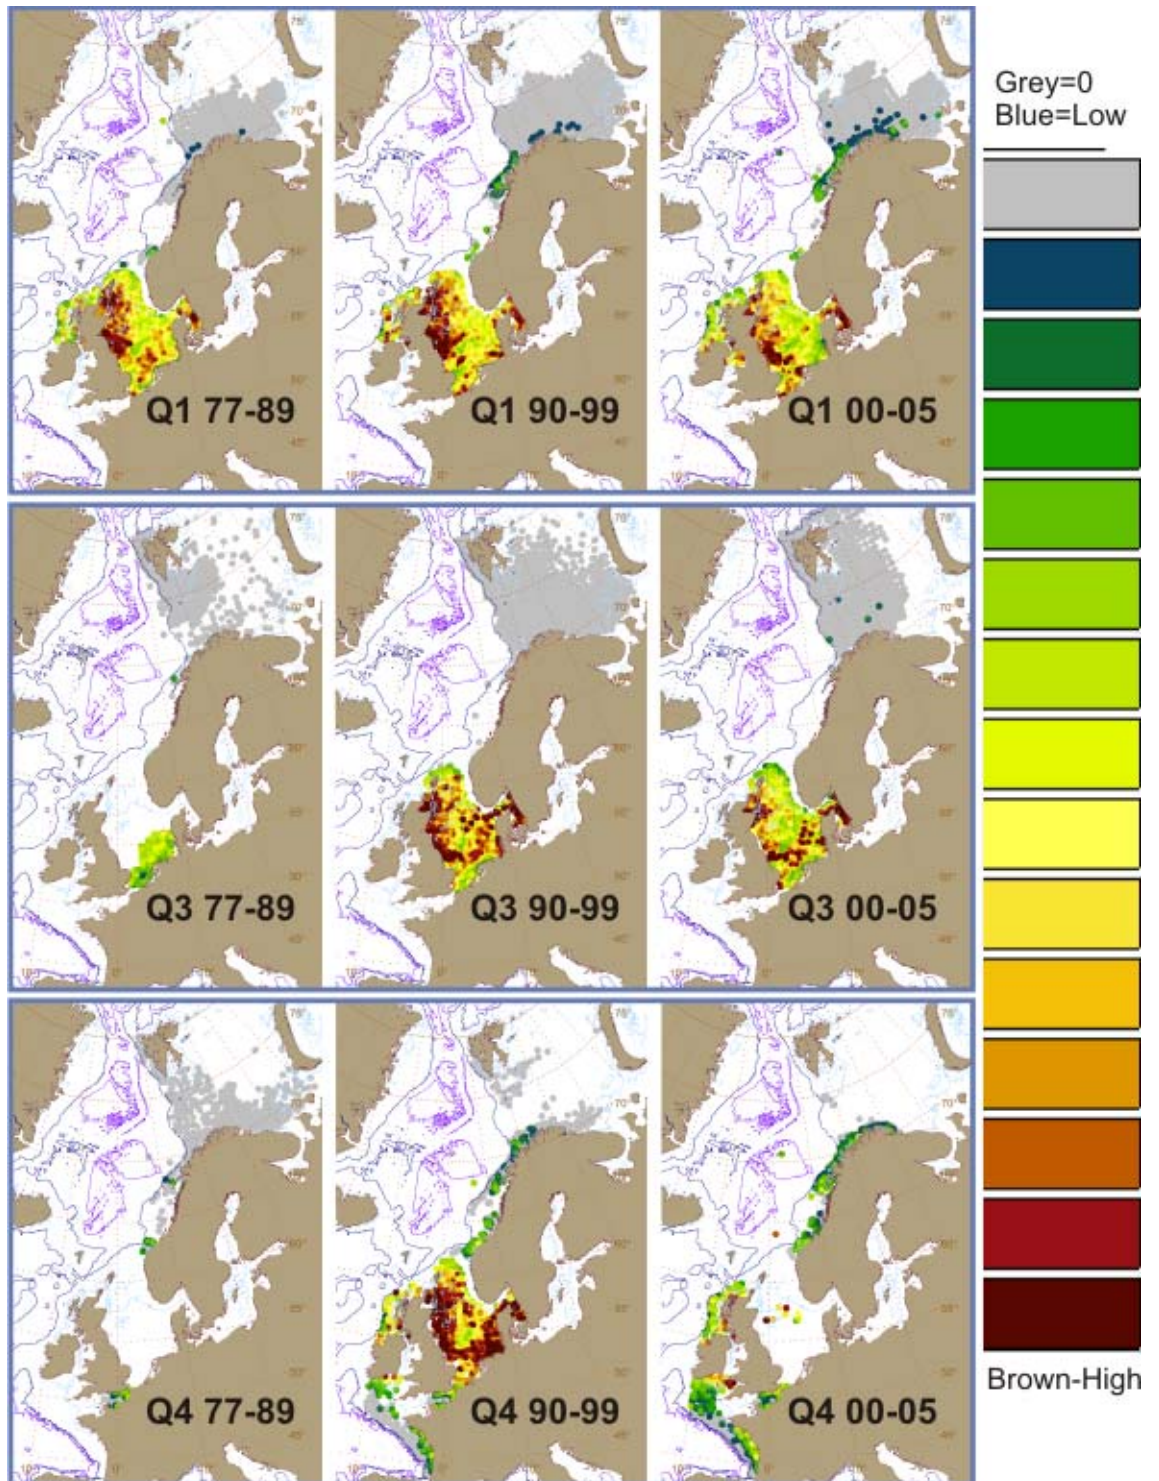 Grey=0
Blue=Low
Q1 77-89
Q1 90-99
Q1 00-05
Q3 77-89
Q3 90-99
Q3 00-05
Q4 77-89
Q4 90-99
Q4 00-05
Brown-High